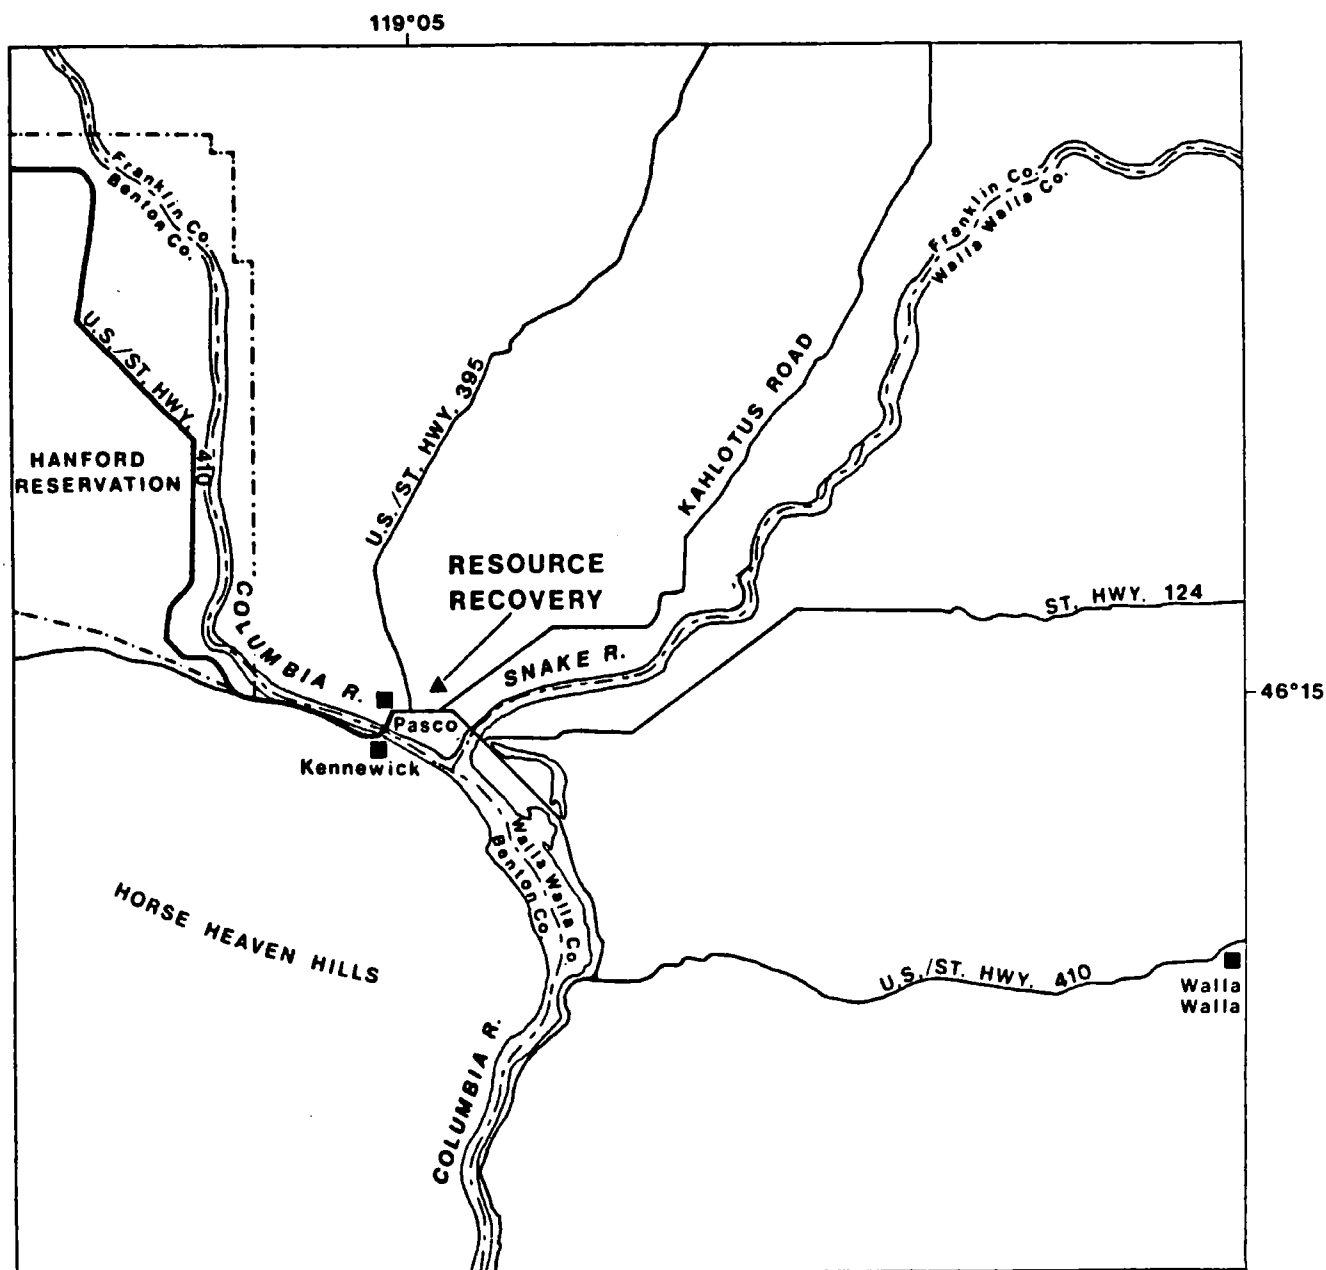 119°05
Franklin Co.
Benton Co.
Franklin Co.
Walla Walla Co.
U.S./ST. HWY.
410
HANFORD
RESERVATION
U.S./ST. HWY. 395
KAHLOTUS ROAD
RESOURCE
RECOVERY
COLUMBIA R.
SNAKE R.
ST. HWY. 124
46°15
Pasco
Kennewick
Walla Walla Co.
Benton Co.
HORSE HEAVEN HILLS
U.S./ST. HWY. 410
Walla
Walla
COLUMBIA R.